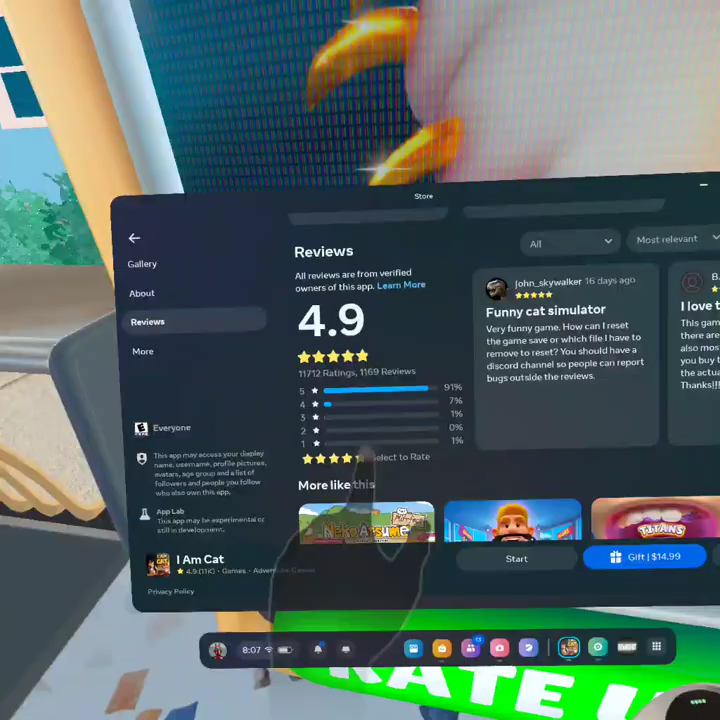 Store
Gallery
About
Reviews
More
Everyone
This app may access your display
name, username, profile pictures,
avatars, age group and a list of
followers and people you follow
who also own this app.
App Lab
This app may be experimental or
still in development.
I Am Cat
4.9 (11K) • Games •
Privacy Policy
Reviews
All reviews are from verified
owners of this app. Learn More
4.9
11712 Ratings, 1169 Reviews
5 91%
4 7%
3 1%
2 0%
1 1%
Select to Rate
All
Most relevant
John_skywalker 16 days ago
Funny cat simulator
Very funny game. How can I reset
the game save or which file I have to
remove to reset? You should have a
discord channel so people can report
bugs outside the reviews.
B.
I love t
This gam
there are
also mos
you buy t
the actua
Thanks!!!
More like this
Neko Atsume
TITANS
Start
Gift | $14.99
8:07
13
RATE U